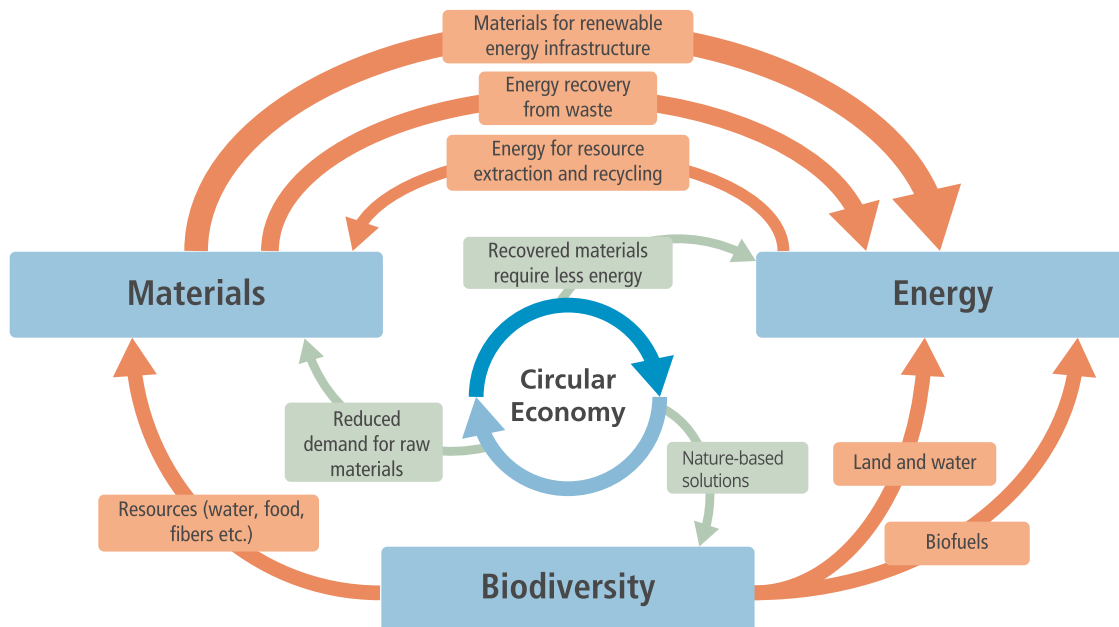 Materials for renewable
energy infrastructure
Energy recovery
from waste
Energy for resource
extraction and recycling
Recovered materials
require less energy
Materials
Energy
Circular
Economy
Reduced
demand for raw
materials
Nature-based
solutions
Land and water
Resources (water, food,
fibers etc.)
Biofuels
Biodiversity